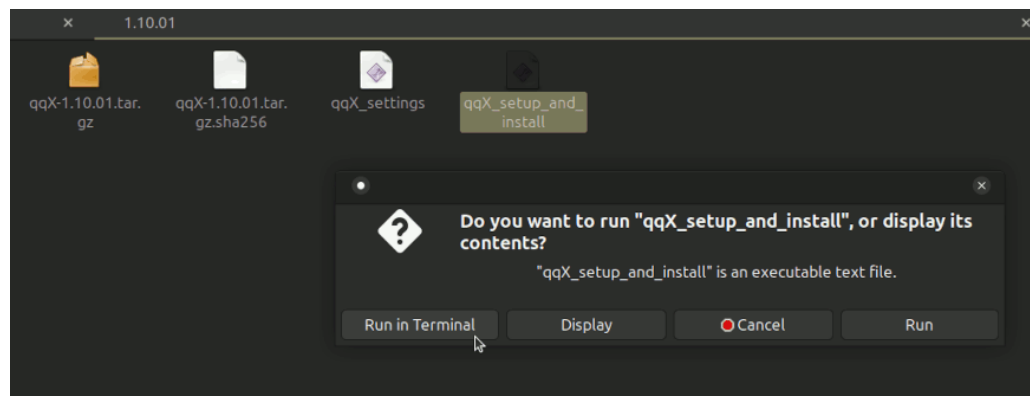 1.10.01
qqX-1.10.01.tar.
gz
qqX-1.10.01.tar.
gz.sha256
qqX_settings
qqX_setup_and_
install
Do you want to run "qqX_setup_and_install", or display its
contents?
"qqX_setup_and_install" is an executable text file.
Run in Terminal
Display
Cancel
Run